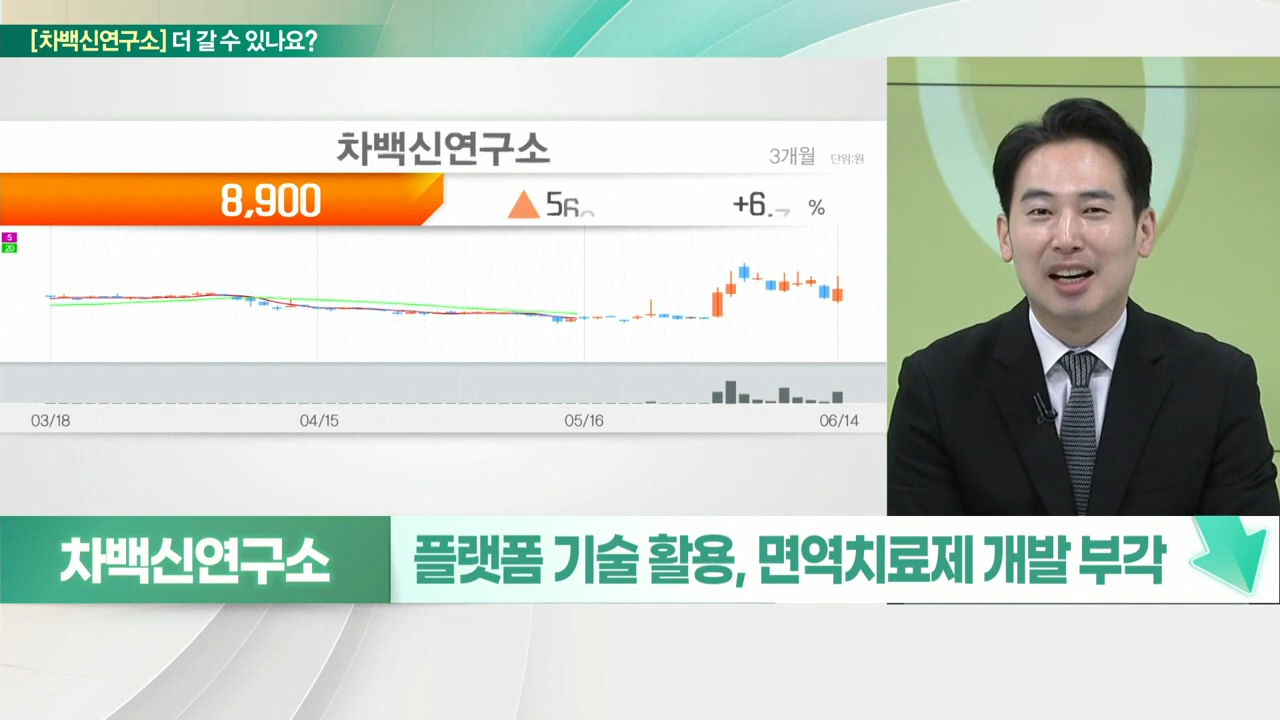 [차백신연구소] 더 갈 수 있나요?
차백신연구소
3개월 단위:원
8,900
+6. %
5
20
03/18 04/15 05/16 06/14
차백신연구소
플랫폼 기술 활용, 면역치료제 개발 부각